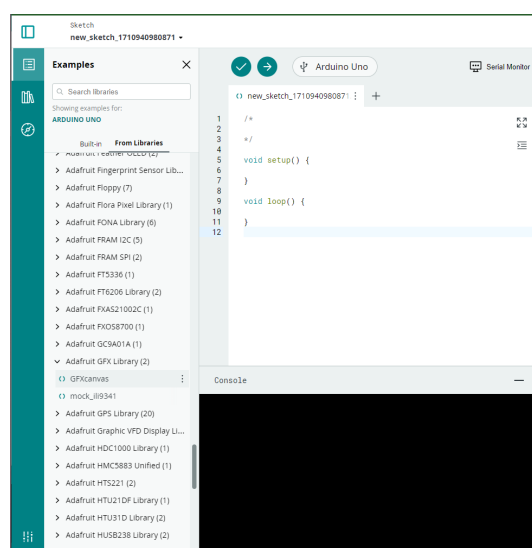 Sketch
new_sketch_1710940980871
Examples
Search libraries
Showing examples for:
ARDUINO UNO
Built-in From Libraries
Adafruit Feather OLED (2)
Adafruit Fingerprint Sensor Lib...
Adafruit Floppy (7)
Adafruit Flora Pixel Library (1)
Adafruit FONA Library (6)
Adafruit FRAM I2C (5)
Adafruit FRAM SPI (2)
Adafruit FT5336 (1)
Adafruit FT6206 Library (2)
Adafruit FXAS21002C (1)
Adafruit FXOS8700 (1)
Adafruit GC9A01A (1)
Adafruit GFX Library (2)
GFXcanvas
mock_ili9341
Adafruit GPS Library (20)
Adafruit Graphic VFD Display Li...
Adafruit HDC1000 Library (1)
Adafruit HMC5883 Unified (1)
Adafruit HTS221 (2)
Adafruit HTU21DF Library (1)
Adafruit HTU31D Library (2)
Adafruit HUSB238 Library (2)
Arduino Uno
Serial Monitor
new_sketch_1710940980871
1 /*
2
3 */
4
5 void setup() {
6
7 }
8
9 void loop() {
10
11 }
12
Console